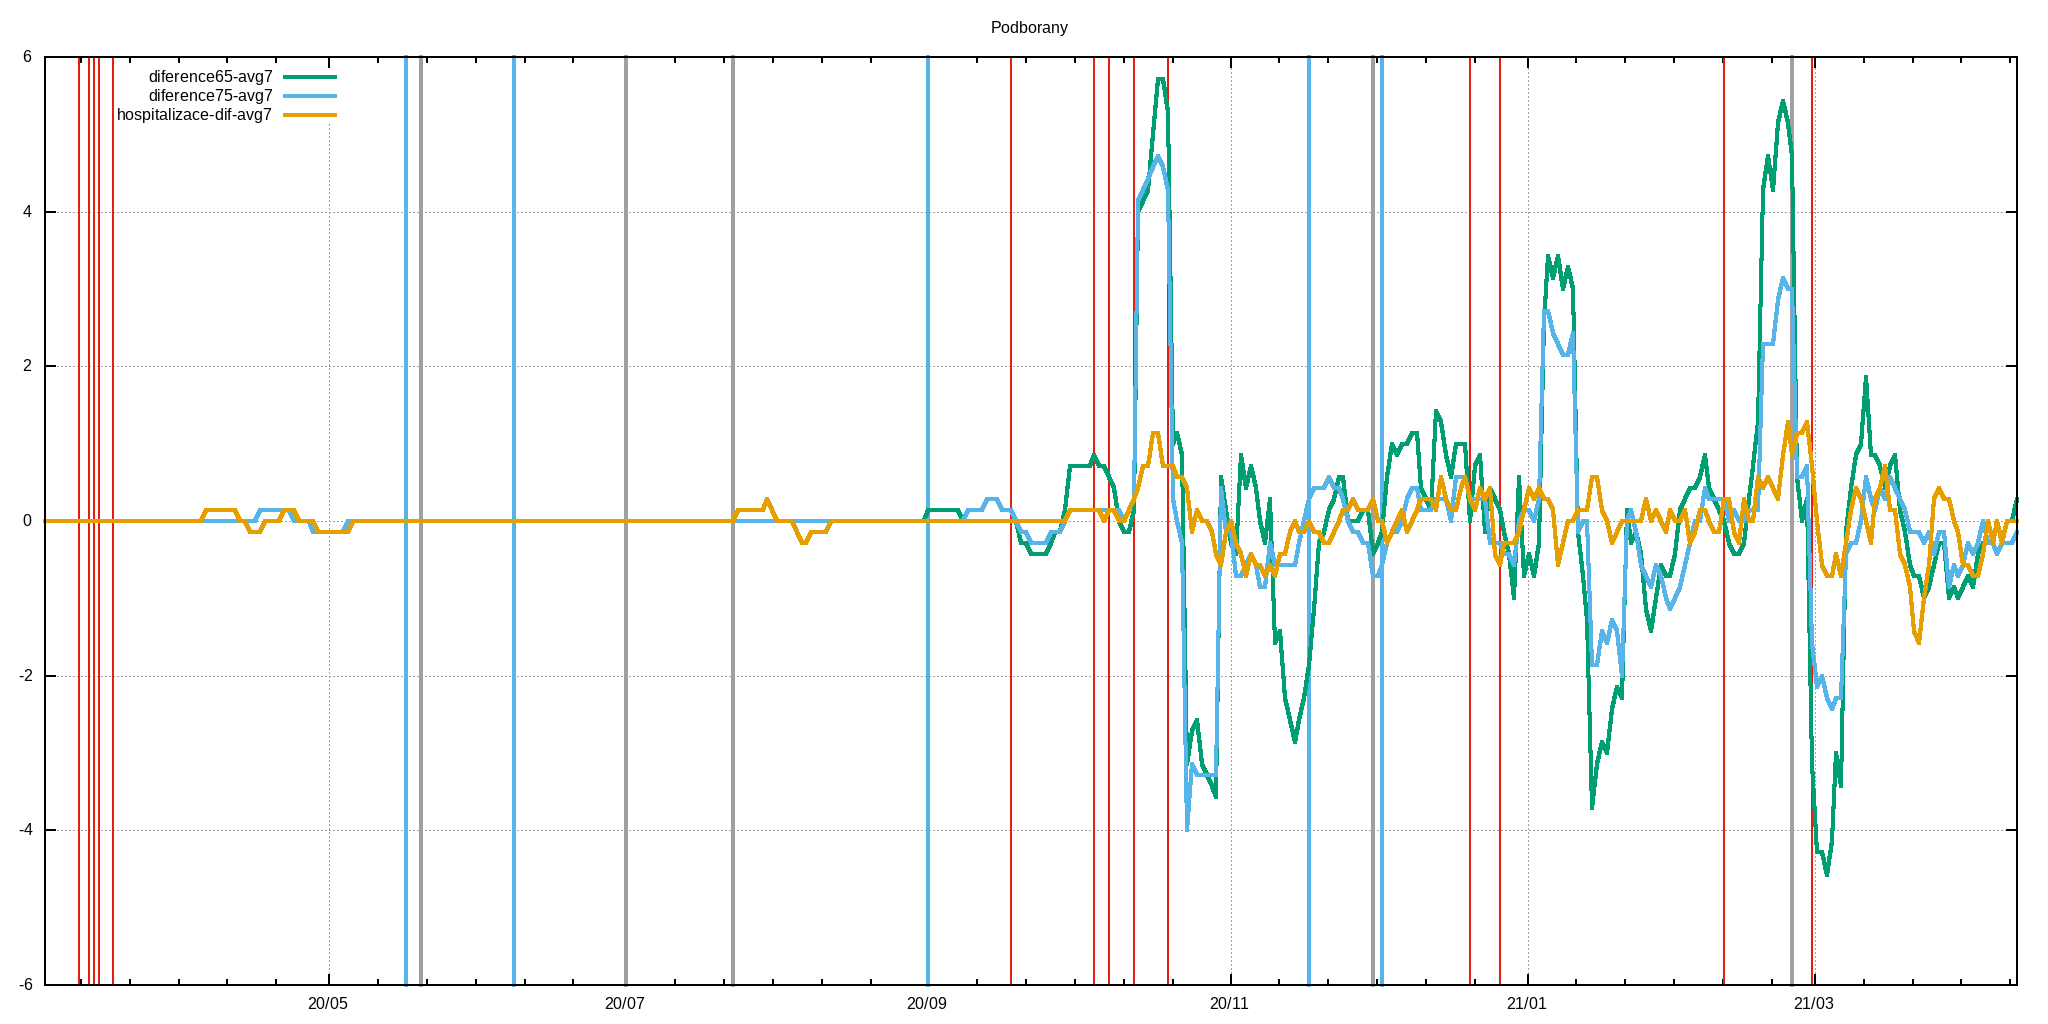 Podborany
6
diference65-avg7
diference75-avg7
hospitalizace-dif-avg7
4
2
0
-2
-4
-6
20/05 20/07 20/09 20/11 21/01 21/03